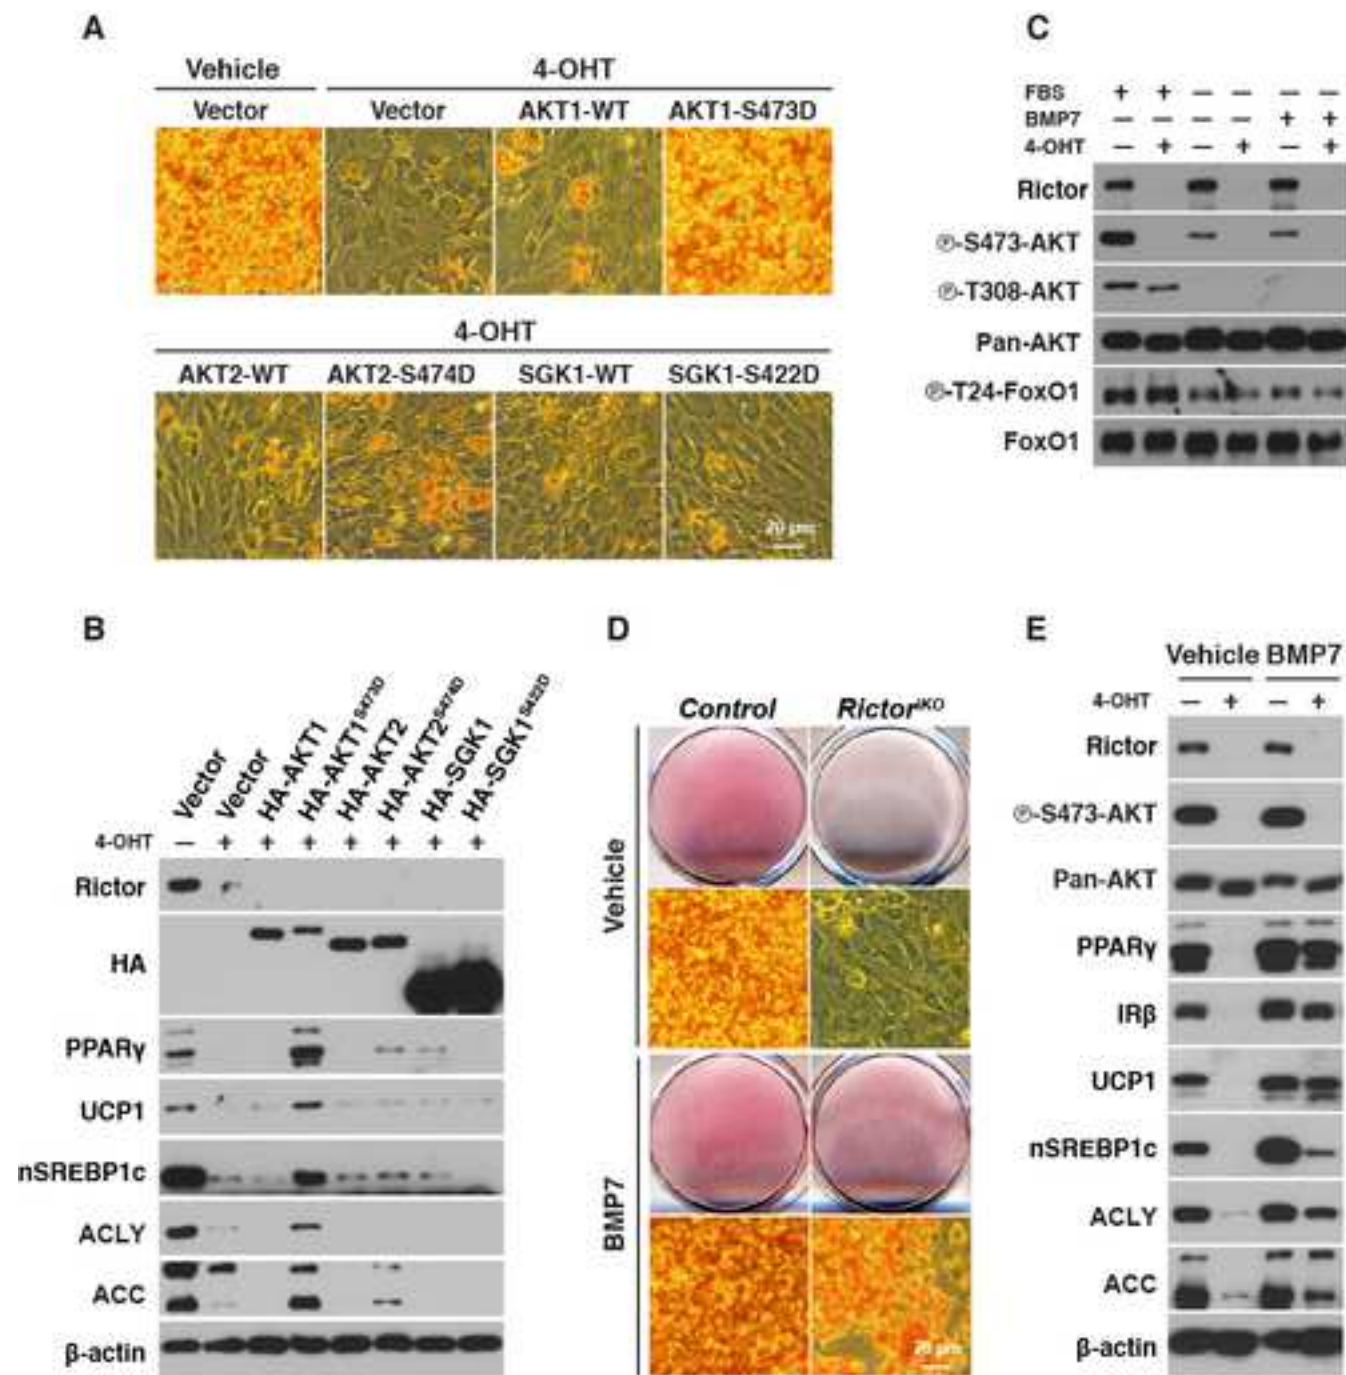 A
Vehicle 4-OHT
Vector Vector AKT1-WT AKT1-S473D
4-OHT
AKT2-WT AKT2-S474D SGK1-WT SGK1-S422D
20 µm
C
FBS + + – – – –
BMP7 – – – – + +
4-OHT – + – + – +
Rictor
Ⓟ-S473-AKT
Ⓟ-T308-AKT
Pan-AKT
Ⓟ-T24-FoxO1
FoxO1
B
Vector Vector HA-AKT1 HA-AKT1S473D HA-AKT2 HA-AKT2S474D HA-SGK1 HA-SGK1S422D
4-OHT – + + + + + + +
Rictor
HA
PPARγ
UCP1
nSREBP1c
ACLY
ACC
β-actin
D
Control RictoriKO
Vehicle
BMP7
20 µm
E
Vehicle BMP7
4-OHT – + – +
Rictor
Ⓟ-S473-AKT
Pan-AKT
PPARγ
IRβ
UCP1
nSREBP1c
ACLY
ACC
β-actin